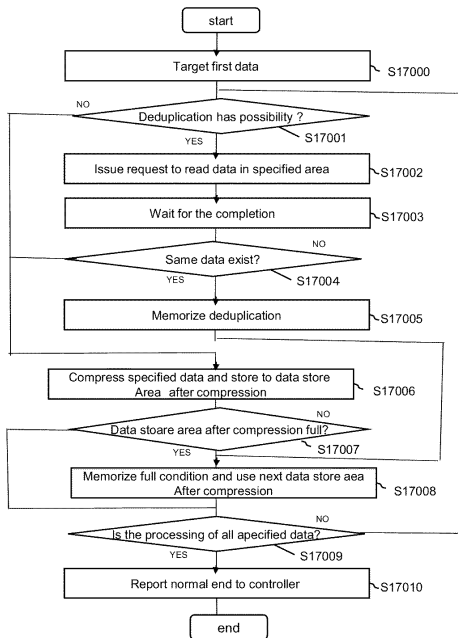 start
Target first data
S17000
NO
Deduplication has possibility ?
S17001
YES
Issue request to read data in specified area
S17002
Wait for the completion
S17003
NO
Same data exist?
S17004
YES
Memorize deduplication
S17005
Compress specified data and store to data store
Area after compression
S17006
NO
Data stoare area after compression full?
S17007
YES
Memorize full condition and use next data store aea
After compression
S17008
NO
Is the processing of all apecified data?
S17009
YES
Report normal end to controller
S17010
end